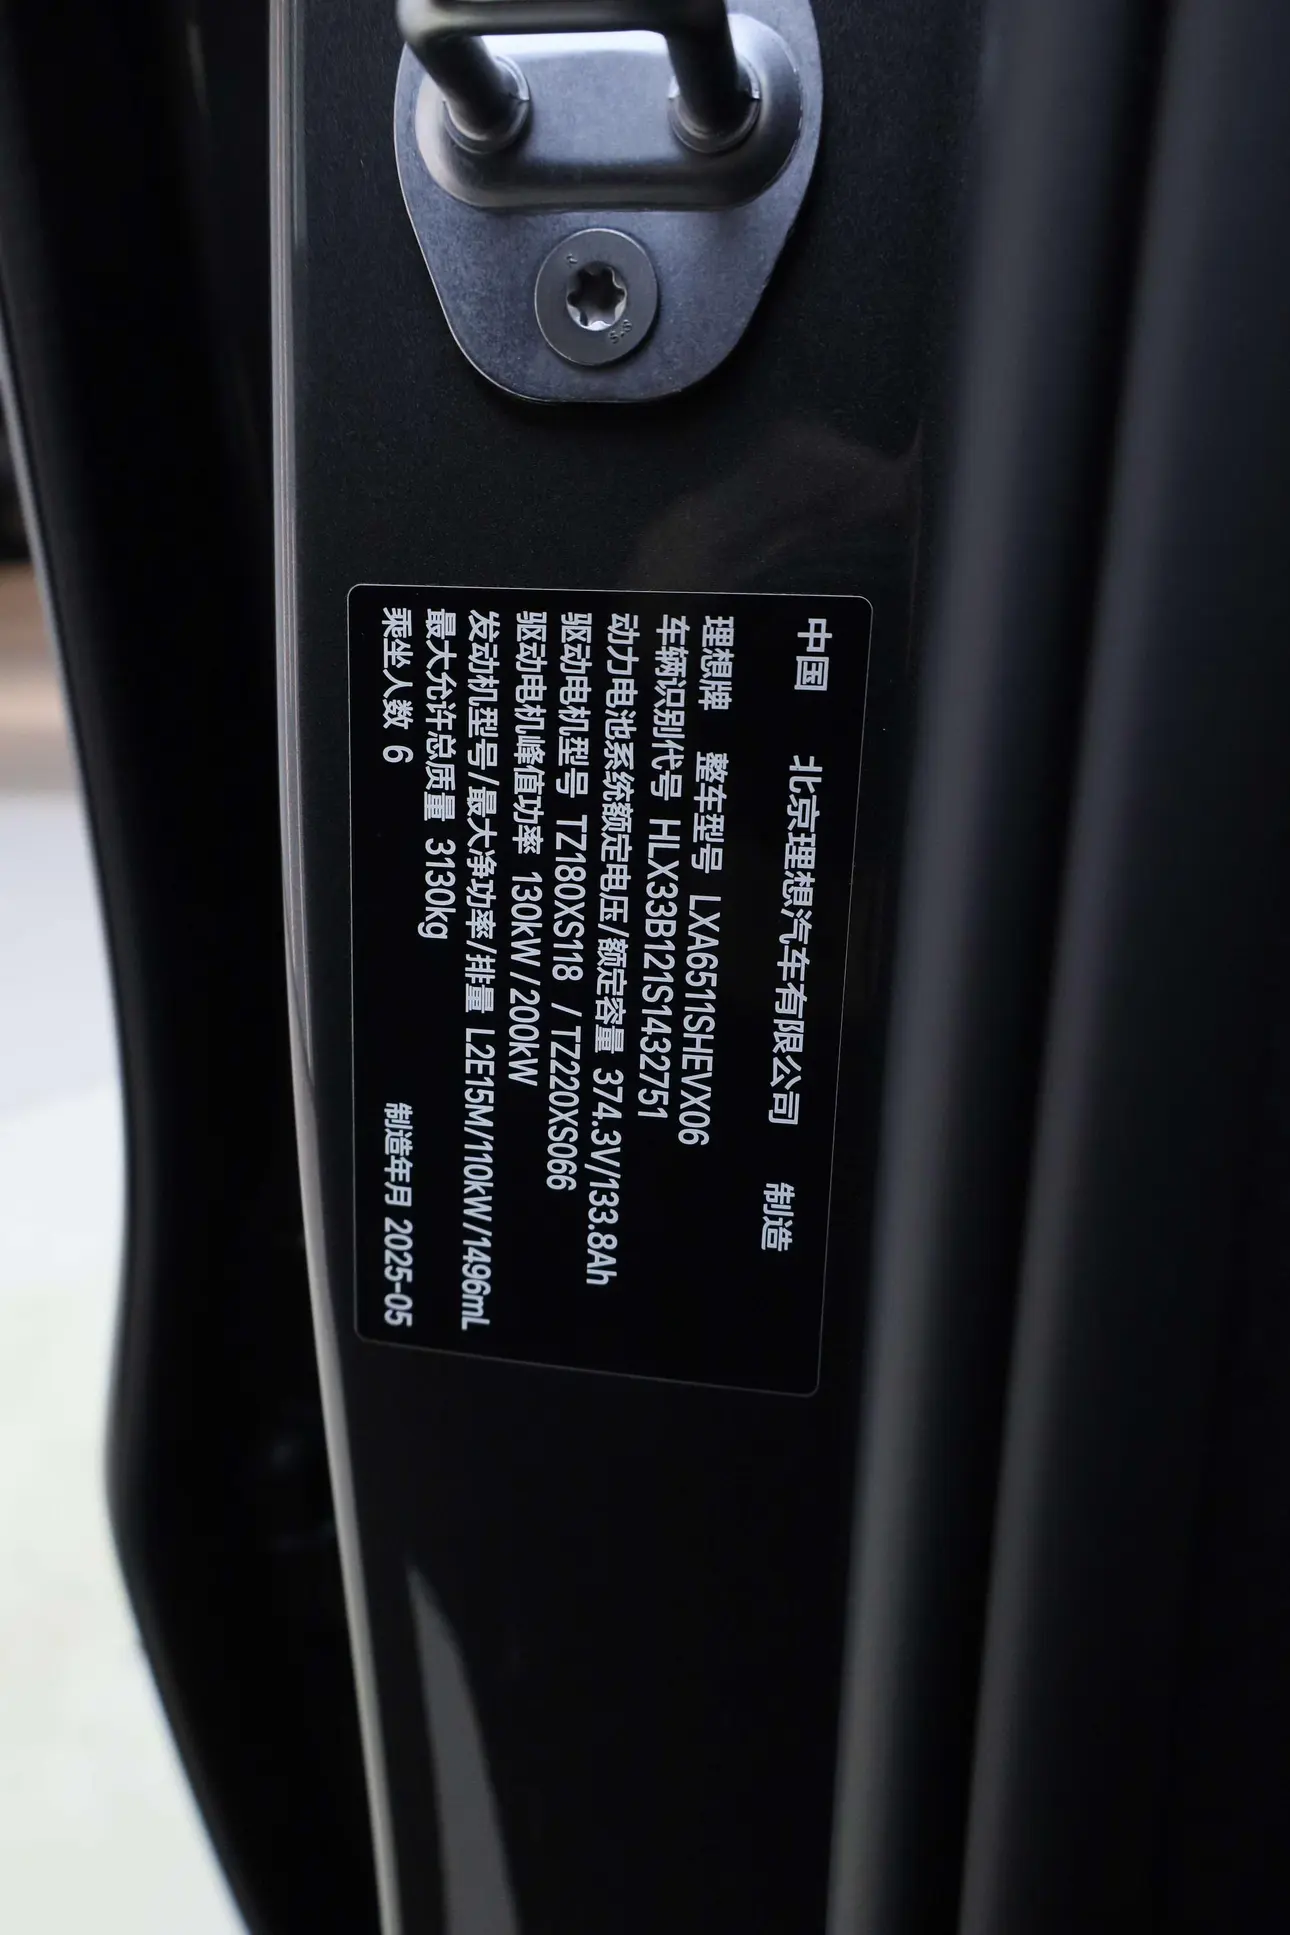 中国 北京理想汽车有限公司 制造
理想牌 整车型号 LXA6511SHEVX06
车辆识别代号 HLX33B121S1432751
动力电池系统额定电压/额定容量 374.3V/133.8Ah
驱动电机型号 TZ180XS118 /TZ220XS066
驱动电机峰值功率 130kW/200kW
发动机型号/最大净功率/排量 L2E15M/110kW/1496mL
最大允许总质量 3130kg
乘坐人数 6 制造年月 2025-05